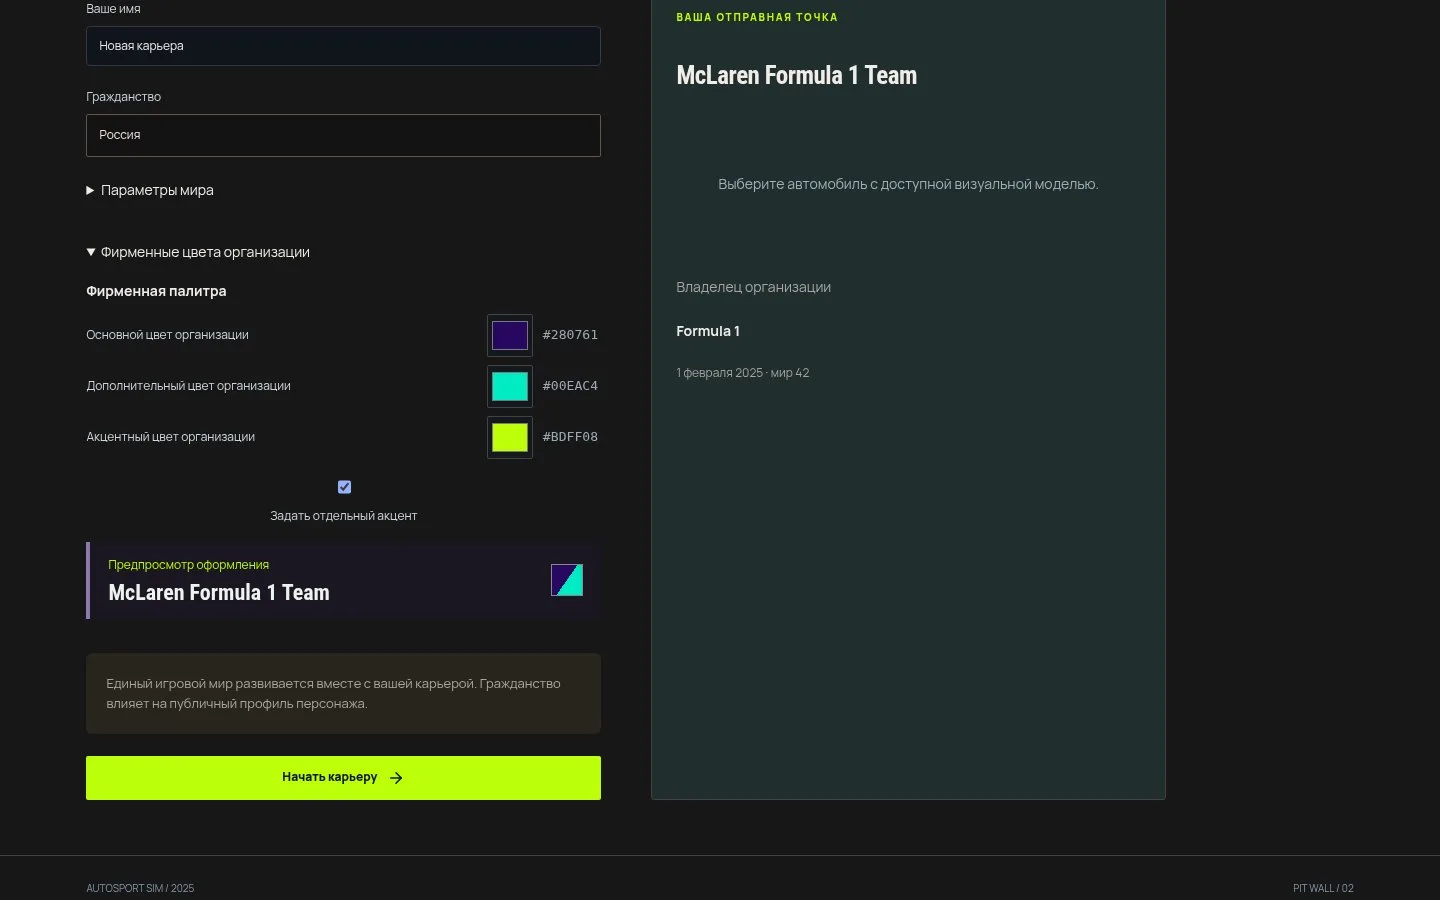 Ваше имя
Новая карьера
Гражданство
Россия
Параметры мира
Фирменные цвета организации
Фирменная палитра
Основной цвет организации
#280761
Дополнительный цвет организации
#00EAC4
Акцентный цвет организации
#BDFF08
Задать отдельный акцент
Предпросмотр оформления
McLaren Formula 1 Team
Единый игровой мир развивается вместе с вашей карьерой. Гражданство
влияет на публичный профиль персонажа.
Начать карьеру
ВАША ОТПРАВНАЯ ТОЧКА
McLaren Formula 1 Team
Выберите автомобиль с доступной визуальной моделью.
Владелец организации
Formula 1
1 февраля 2025 · мир 42
AUTOSPORT SIM / 2025
PIT WALL / 02